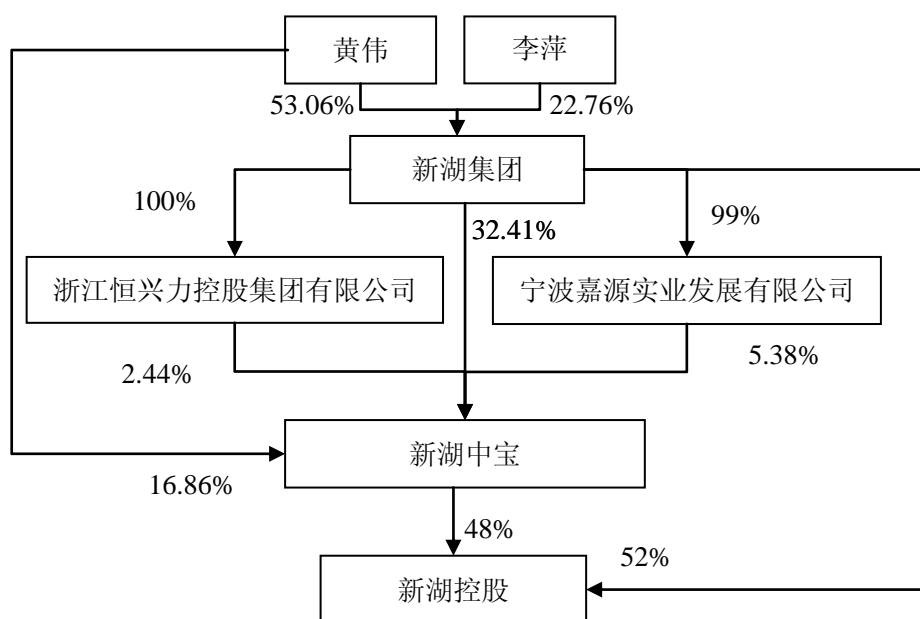 黄伟
李萍
53.06%
22.76%
新湖集团
100%
32.41%
99%
浙江恒兴力控股集团有限公司
宁波嘉源实业发展有限公司
2.44%
5.38%
新湖中宝
16.86%
48%
52%
新湖控股